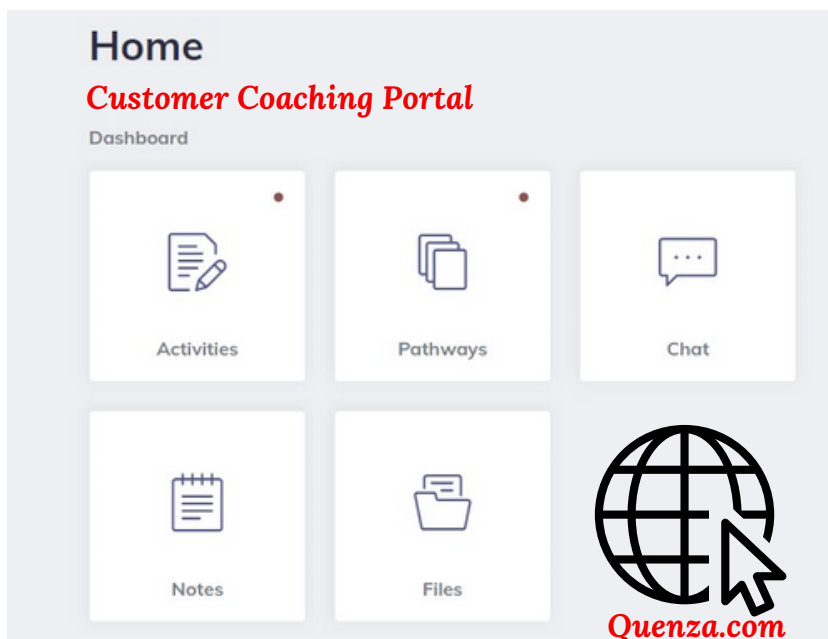 Home
Customer Coaching Portal
Dashboard
Activities
Pathways
Chat
Notes
Files
Quenza.com